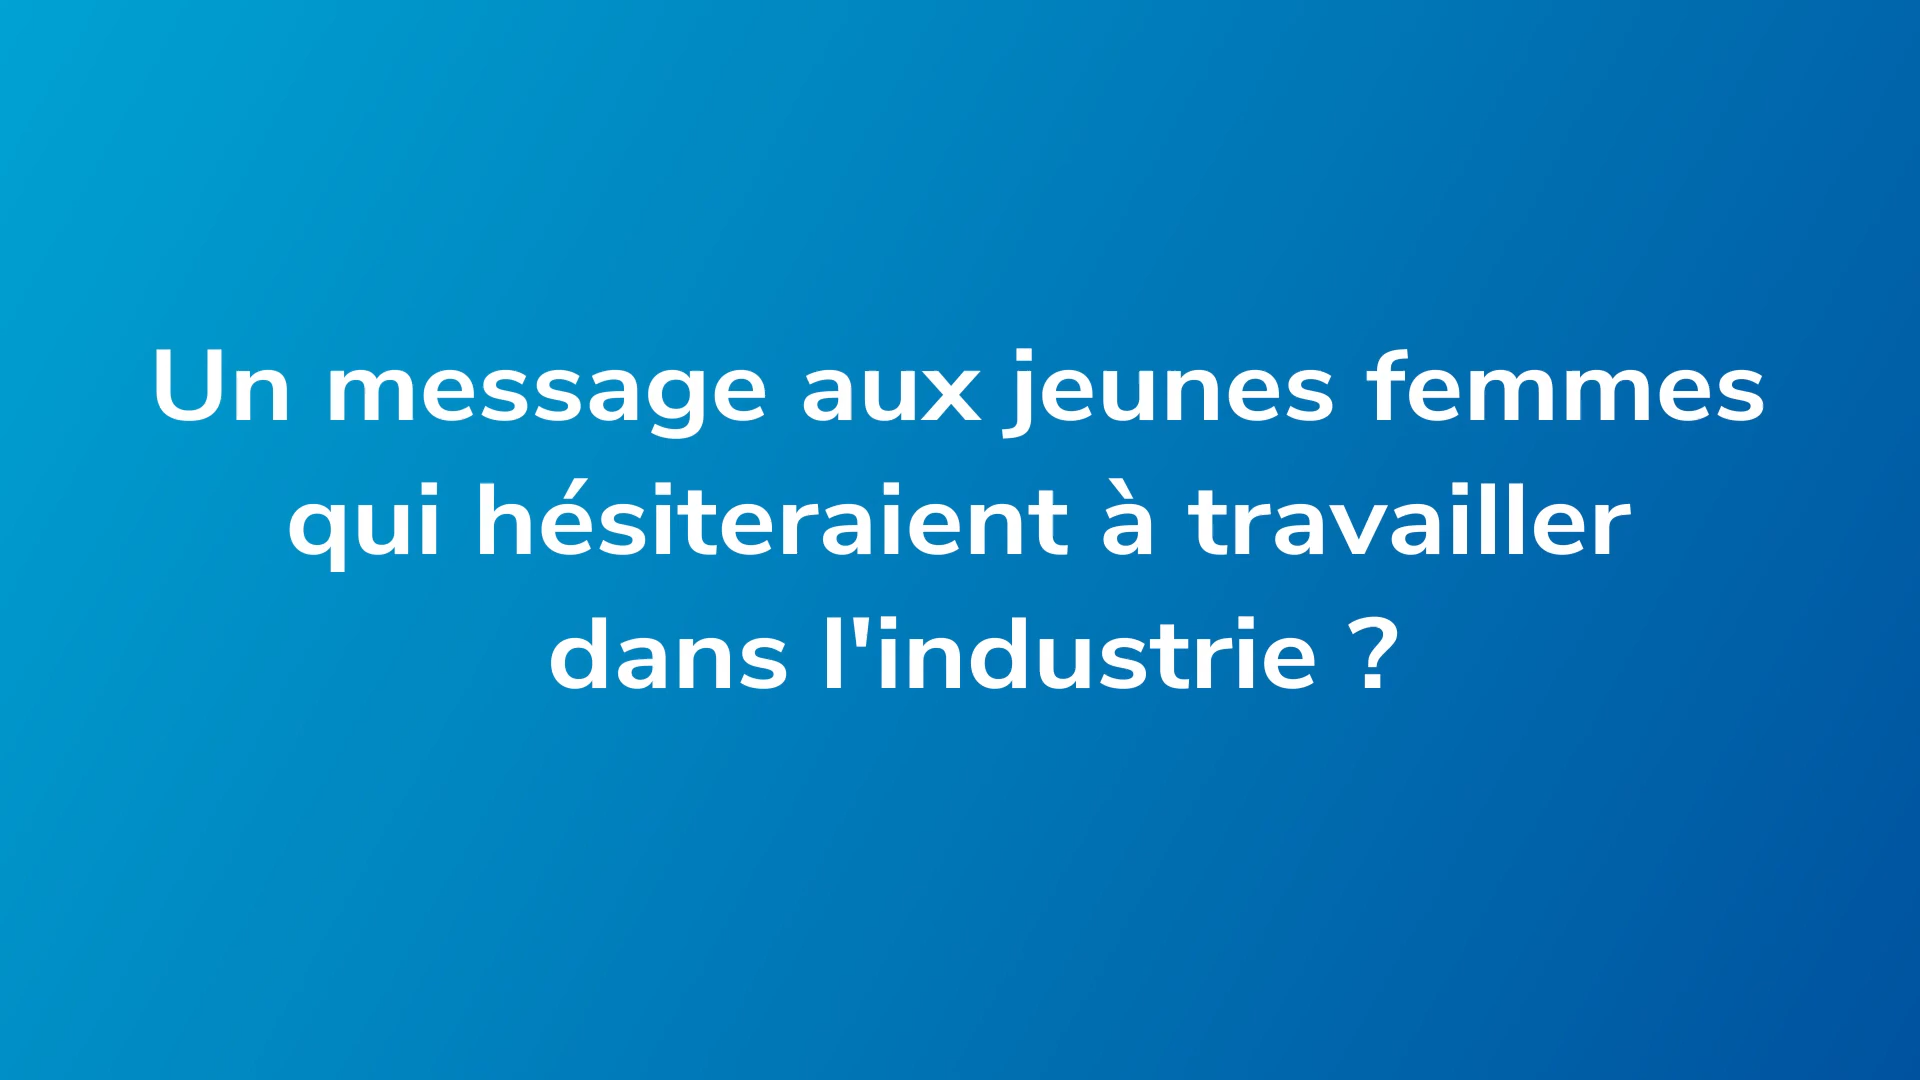 Un message aux jeunes femmes
qui hésiteraient à travailler
dans l'industrie ?